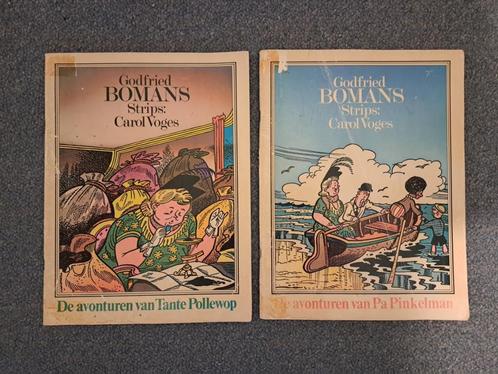 Godfried
BOMANS
Strips:
Carol Voges
De avonturen van Tante Pollewop
Godfried
BOMANS
Strips:
Carol Voges
De avonturen van Pa Pinkelman